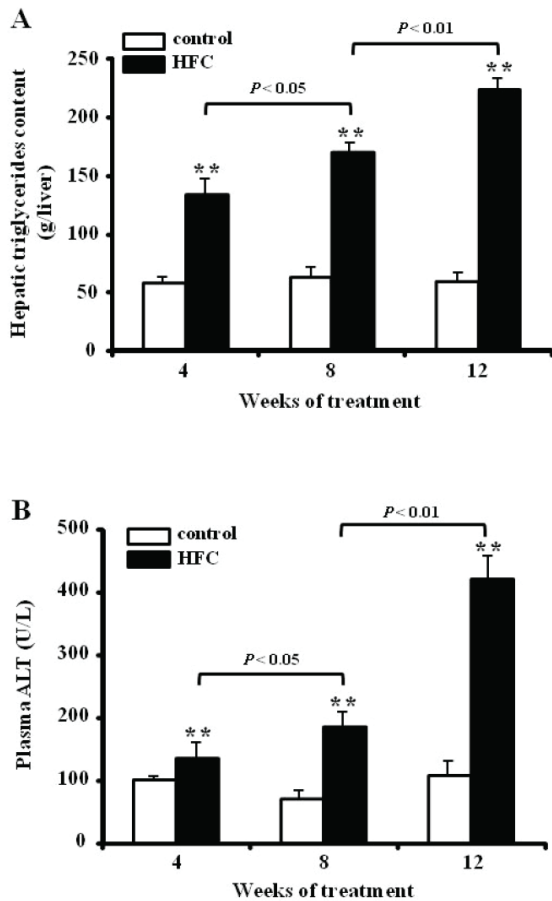 A
control
HFC
P < 0.01
P < 0.05
**
**
**
250
200
150
100
50
0
Hepatic triglycerides content
(g/liver)
4 8 12
Weeks of treatment
B
control
HFC
P < 0.01
P < 0.05
**
**
**
500
400
300
200
100
0
Plasma ALT (U/L)
4 8 12
Weeks of treatment